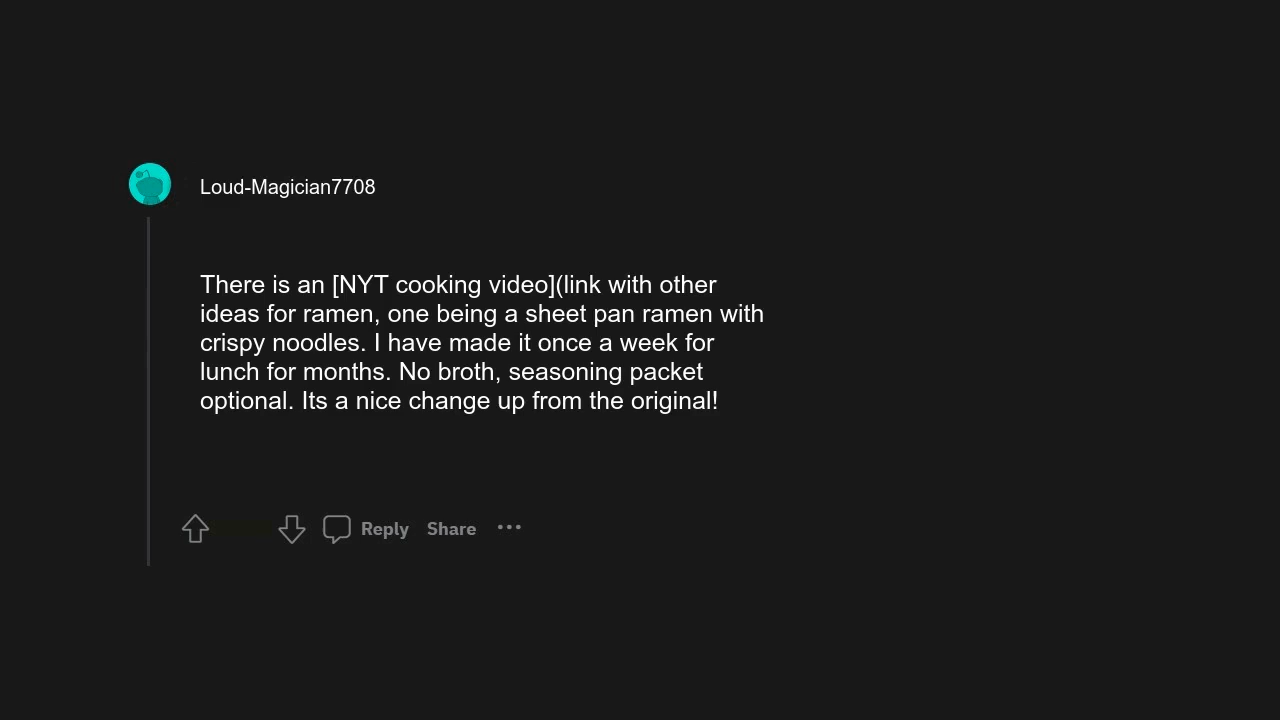 Loud-Magician7708
There is an [NYT cooking video](link with other
ideas for ramen, one being a sheet pan ramen with
crispy noodles. I have made it once a week for
lunch for months. No broth, seasoning packet
optional. Its a nice change up from the original!
Reply Share